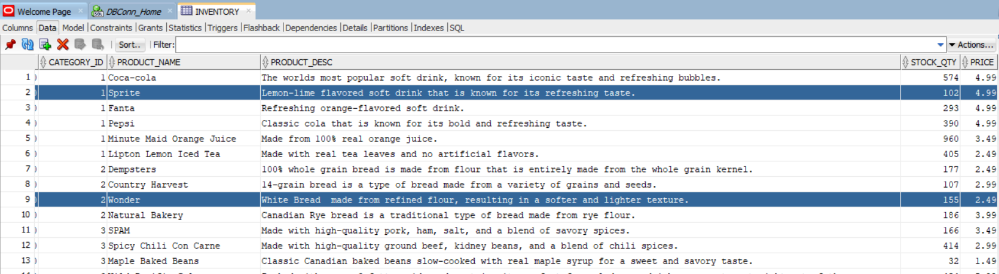 Welcome Page DBConn_Home INVENTORY
Columns Data Model Constraints Grants Statistics Triggers Flashback Dependencies Details Partitions Indexes SQL
Sort.. Filter: Actions...
CATEGORY_ID PRODUCT_NAME PRODUCT_DESC STOCK_QTY PRICE
1 1 Coca-cola The worlds most popular soft drink, known for its iconic taste and refreshing bubbles. 574 4.99
2 1 Sprite Lemon-lime flavored soft drink that is known for its refreshing taste. 102 4.99
3 1 Fanta Refreshing orange-flavored soft drink. 293 4.99
4 1 Pepsi Classic cola that is known for its bold and refreshing taste. 390 4.99
5 1 Minute Maid Orange Juice Made from 100% real orange juice. 960 3.49
6 1 Lipton Lemon Iced Tea Made with real tea leaves and no artificial flavors. 405 2.49
7 2 Dempsters 100% whole grain bread is made from flour that is entirely made from the whole grain kernel. 177 2.49
8 2 Country Harvest 14-grain bread is a type of bread made from a variety of grains and seeds. 107 2.99
9 2 Wonder White Bread  made from refined flour, resulting in a softer and lighter texture. 155 2.49
10 2 Natural Bakery Canadian Rye bread is a traditional type of bread made from rye flour. 186 3.99
11 3 SPAM Made with high-quality pork, ham, salt, and a blend of savory spices. 166 3.49
12 3 Spicy Chili Con Carne Made with high-quality ground beef, kidney beans, and a blend of chili spices. 414 2.99
13 3 Maple Baked Beans Classic Canadian baked beans slow-cooked with real maple syrup for a sweet and savory taste. 32 1.49